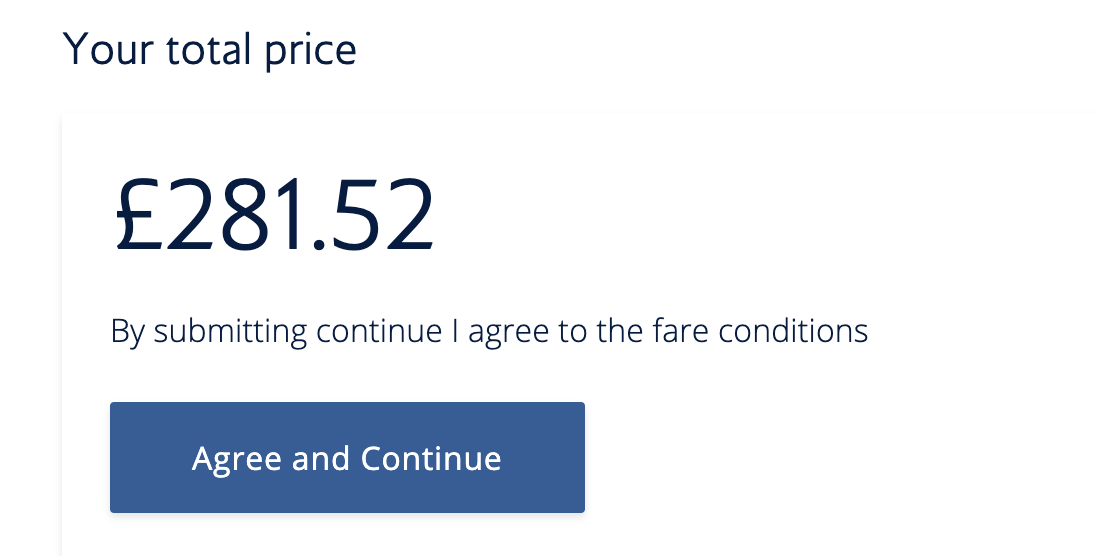 Your total price
£281.52
By submitting continue I agree to the fare conditions
Agree and Continue